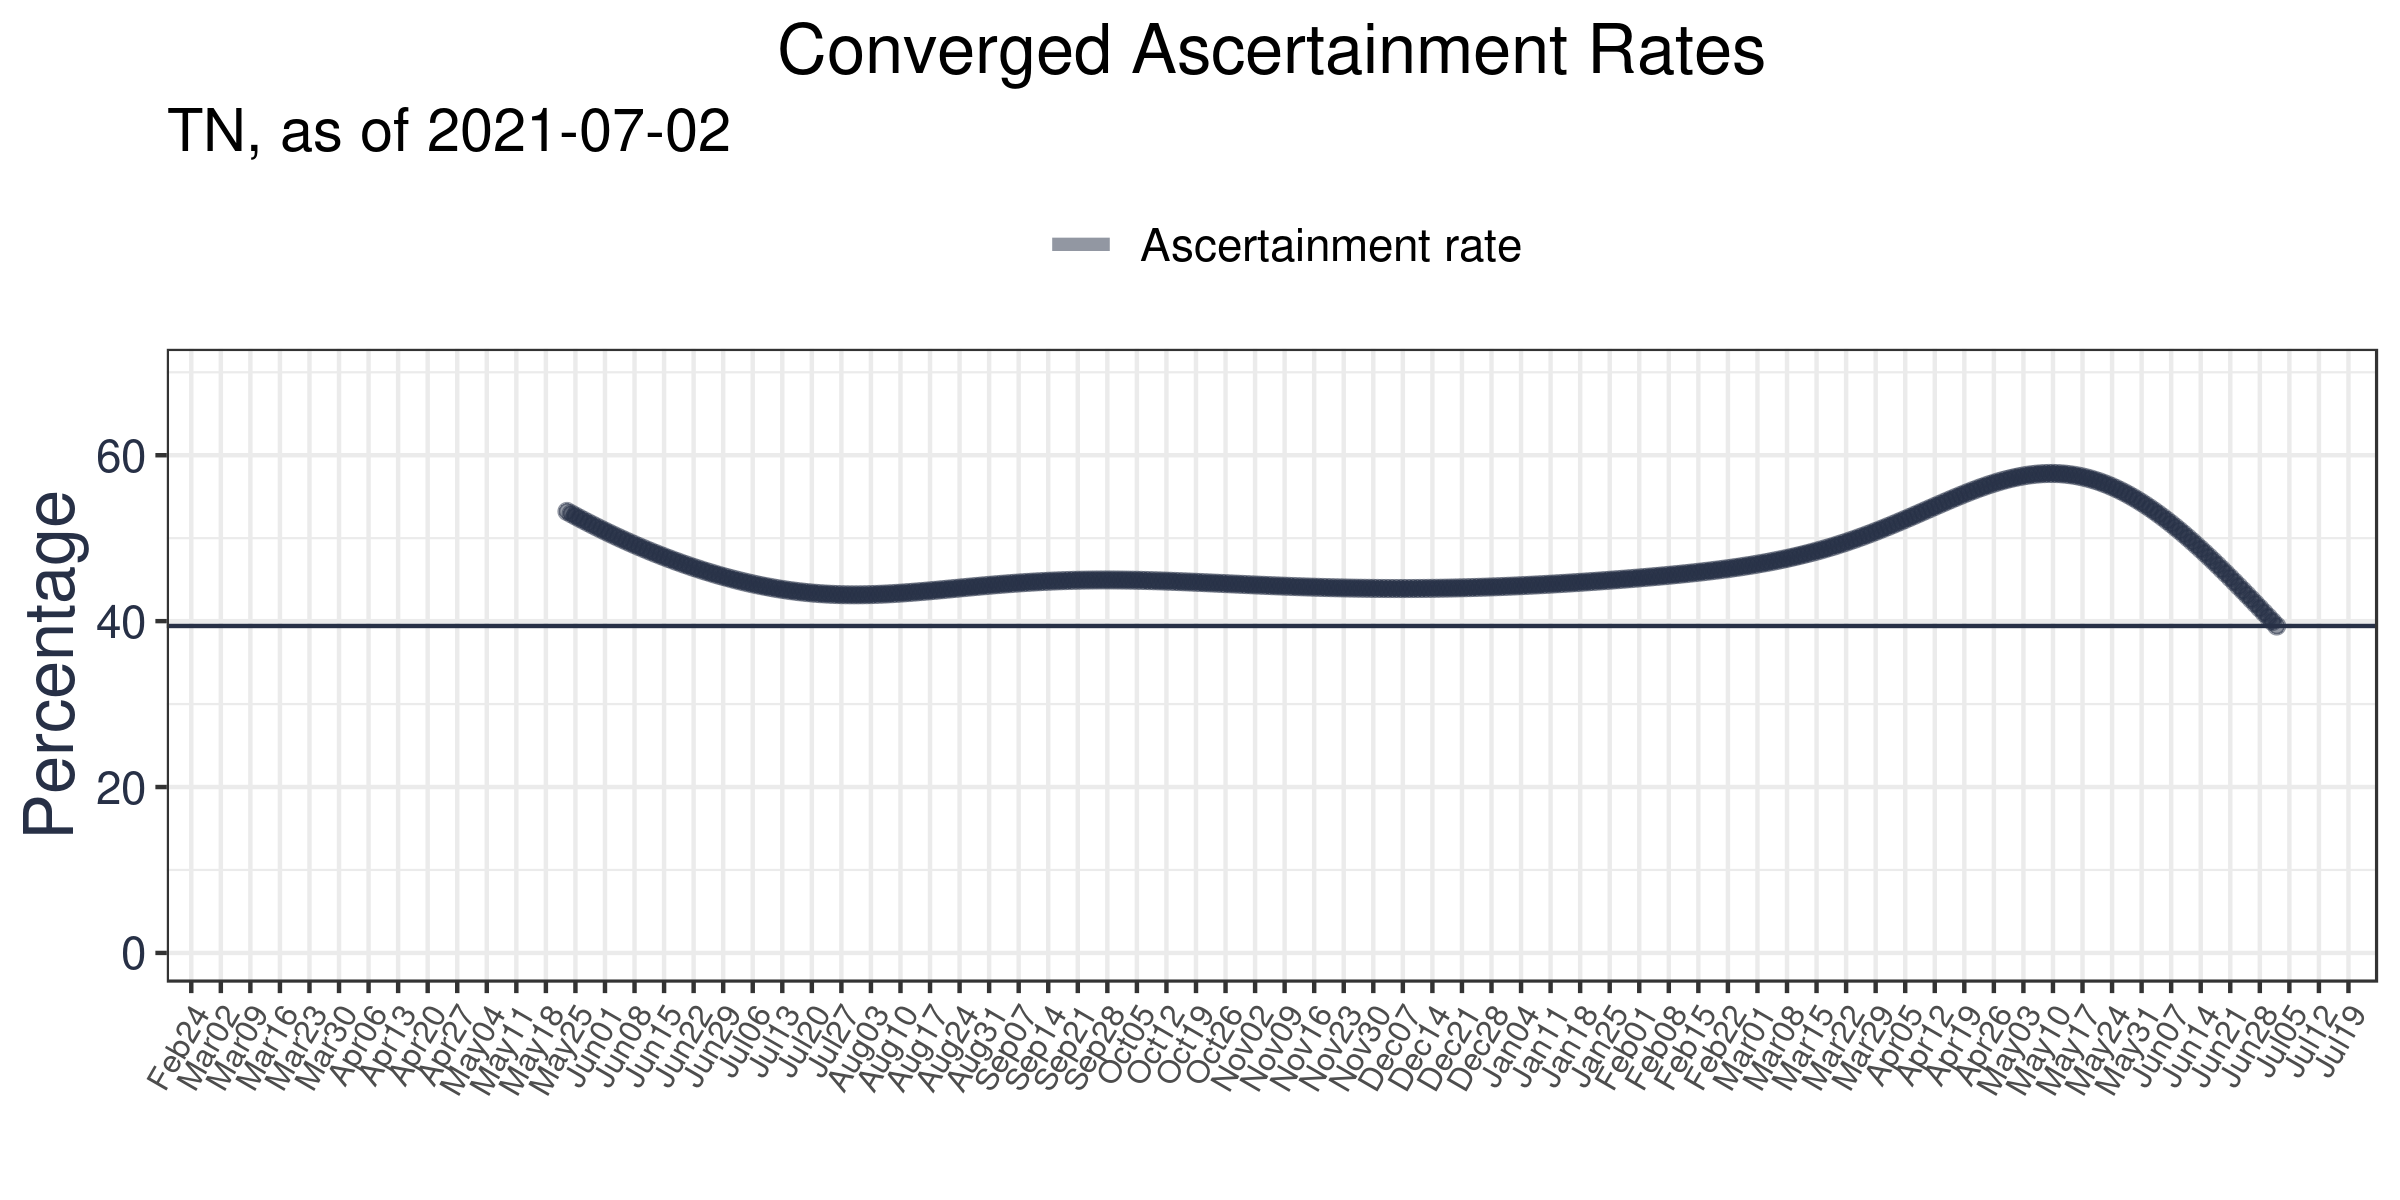 Converged Ascertainment Rates
TN, as of 2021-07-02
Ascertainment rate
Percentage
60
40
20
0
Feb24 Mar02 Mar09 Mar16 Mar23 Mar30 Apr06 Apr13 Apr20 Apr27 May04 May11 May18 May25 Jun01 Jun08 Jun15 Jun22 Jun29 Jul06 Jul13 Jul20 Jul27 Aug03 Aug10 Aug17 Aug24 Aug31 Sep07 Sep14 Sep21 Sep28 Oct05 Oct12 Oct19 Oct26 Nov02 Nov09 Nov16 Nov23 Nov30 Dec07 Dec14 Dec21 Dec28 Jan04 Jan11 Jan18 Jan25 Feb01 Feb08 Feb15 Feb22 Mar01 Mar08 Mar15 Mar22 Mar29 Apr05 Apr12 Apr19 Apr26 May03 May10 May17 May24 May31 Jun07 Jun14 Jun21 Jun28 Jul05 Jul12 Jul19